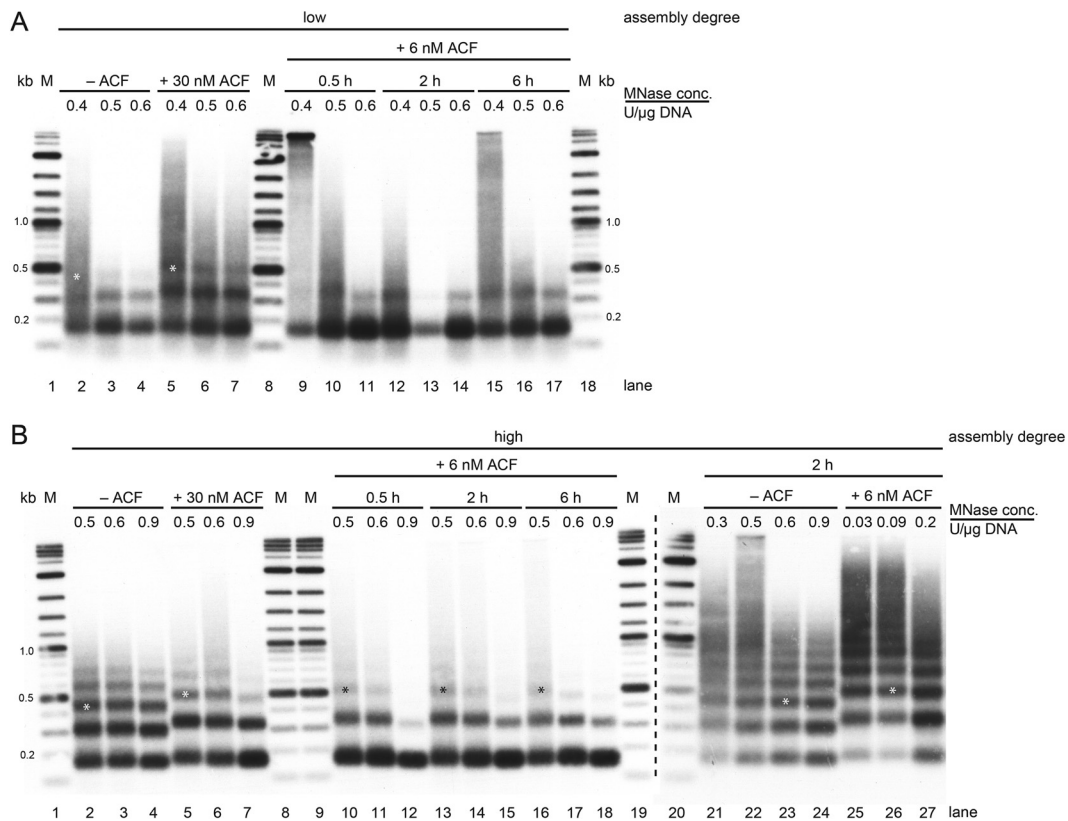 A
low assembly degree
+ 6 nM ACF
kb M – ACF + 30 nM ACF M 0.5 h 2 h 6 h M kb
MNase conc.
0.4 0.5 0.6 0.4 0.5 0.6 0.4 0.5 0.6 0.4 0.5 0.6 0.4 0.5 0.6 U/µg DNA
1.0 1.0
* *
0.5 0.5
0.2 0.2
1 2 3 4 5 6 7 8 9 10 11 12 13 14 15 16 17 18 lane
B
high assembly degree
+ 6 nM ACF 2 h
kb M – ACF + 30 nM ACF M M 0.5 h 2 h 6 h M M – ACF + 6 nM ACF
MNase conc.
0.5 0.6 0.9 0.5 0.6 0.9 0.5 0.6 0.9 0.5 0.6 0.9 0.5 0.6 0.9 0.3 0.5 0.6 0.9 0.03 0.09 0.2 U/µg DNA
1.0
0.5 * * * * * * *
0.2
1 2 3 4 5 6 7 8 9 10 11 12 13 14 15 16 17 18 19 20 21 22 23 24 25 26 27 lane